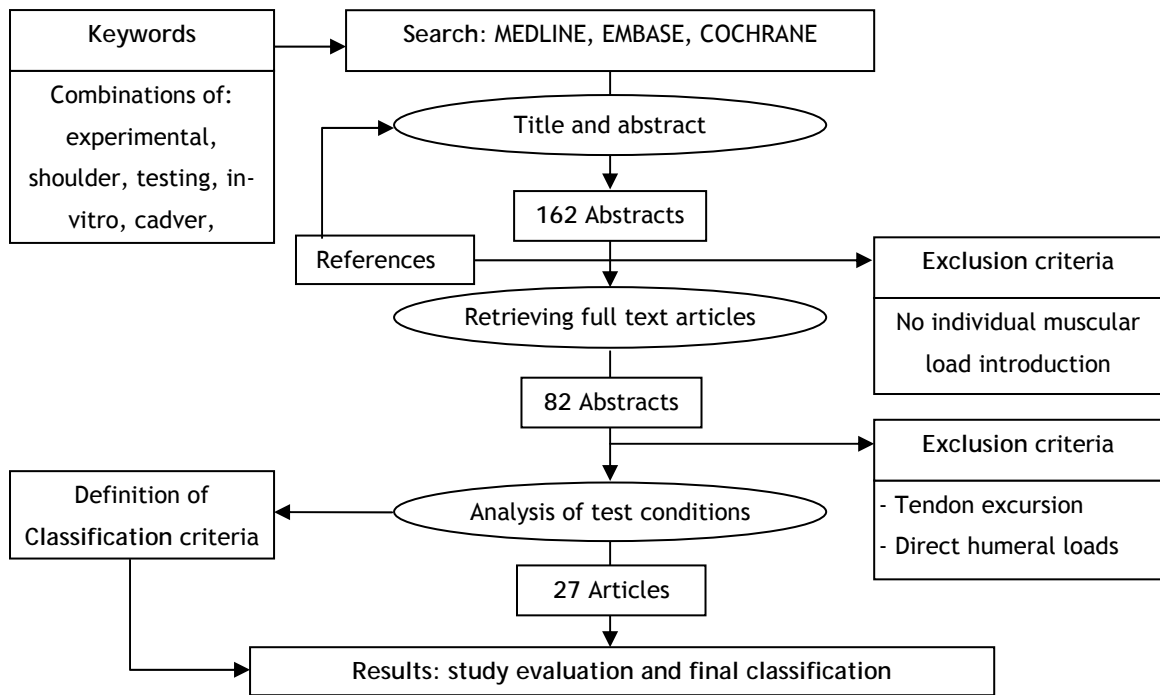 Keywords
Search: MEDLINE, EMBASE, COCHRANE
Combinations of:
experimental,
shoulder, testing, in-
vitro, cadver,
Title and abstract
162 Abstracts
References
Exclusion criteria
No individual muscular
load introduction
Retrieving full text articles
82 Abstracts
Exclusion criteria
- Tendon excursion
- Direct humeral loads
Definition of
Classification criteria
Analysis of test conditions
27 Articles
Results: study evaluation and final classification